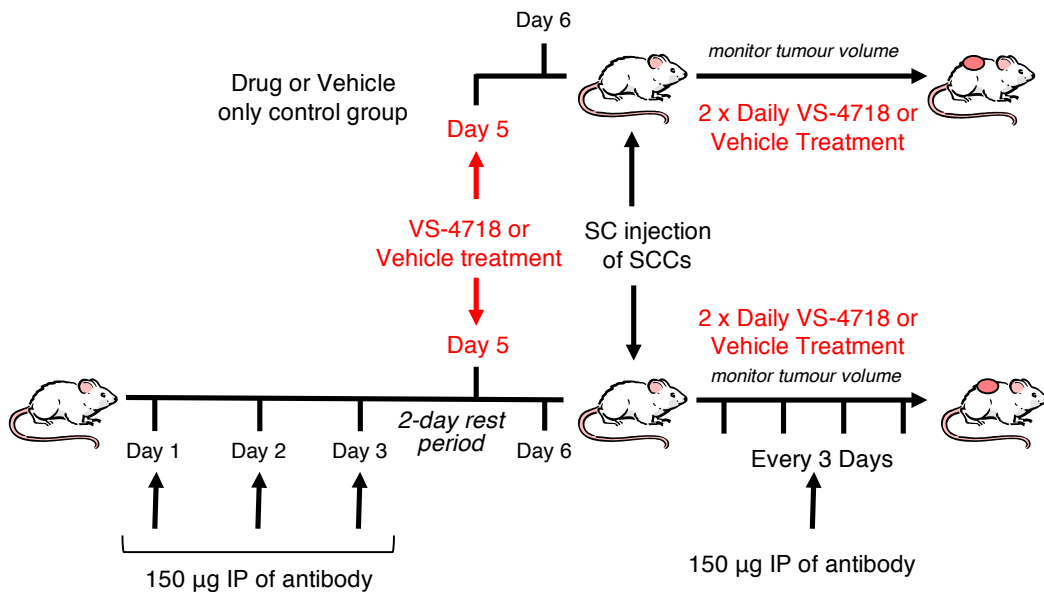 Day 6
monitor tumour volume
Drug or Vehicle
only control group
Day 5
2 x Daily VS-4718 or
Vehicle Treatment
VS-4718 or
Vehicle treatment
SC injection
of SCCs
Day 5
2 x Daily VS-4718 or
Vehicle Treatment
monitor tumour volume
Day 1
Day 2
Day 3
2-day rest
period
Day 6
Every 3 Days
150 µg IP of antibody
150 µg IP of antibody